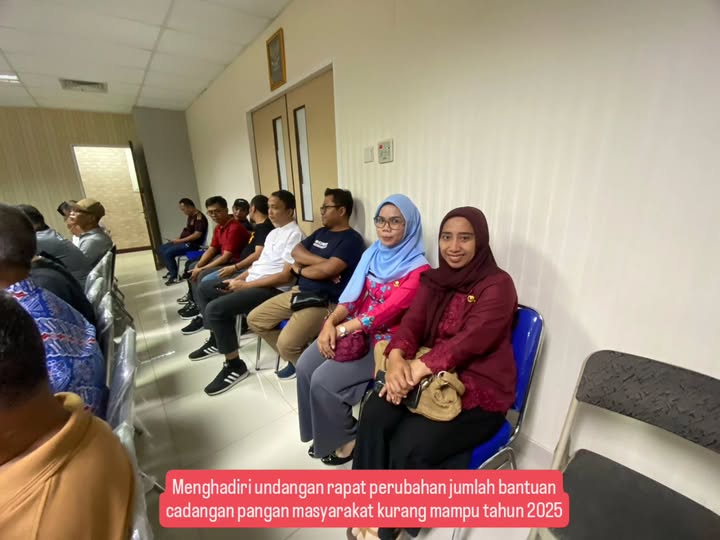 Menghadiri undangan rapat perubahan jumlah bantuan
cadangan pangan masyarakat kurang mampu tahun 2025